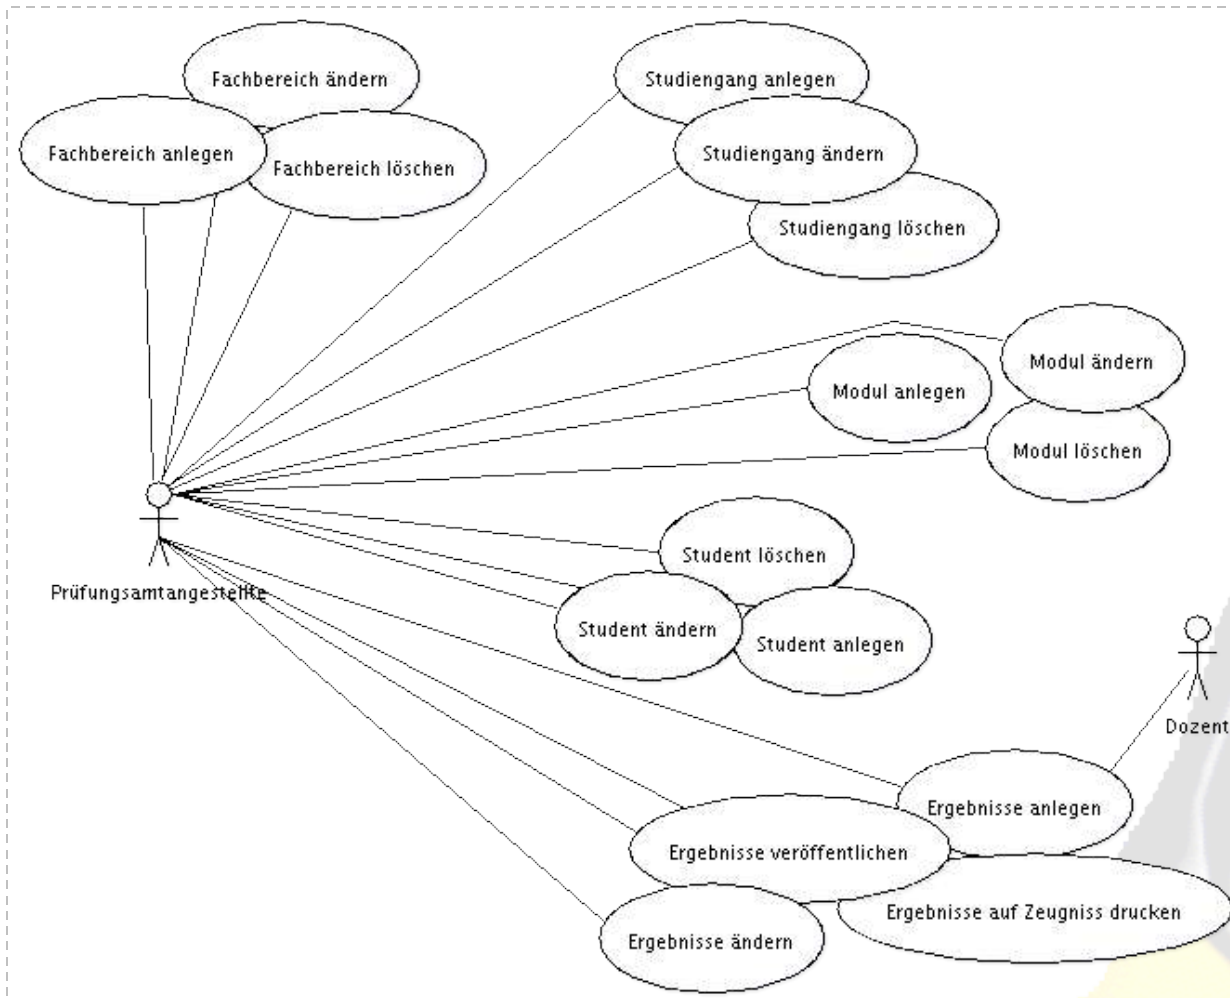 Fachbereich ändern
Studiengang anlegen
Fachbereich anlegen
Studiengang ändern
Fachbereich löschen
Studiengang löschen
Modul ändern
Modul anlegen
Modul löschen
Student löschen
Prüfungsamtangestellte
Student ändern
Student anlegen
Dozent
Ergebnisse anlegen
Ergebnisse veröffentlichen
Ergebnisse auf Zeugniss drucken
Ergebnisse ändern